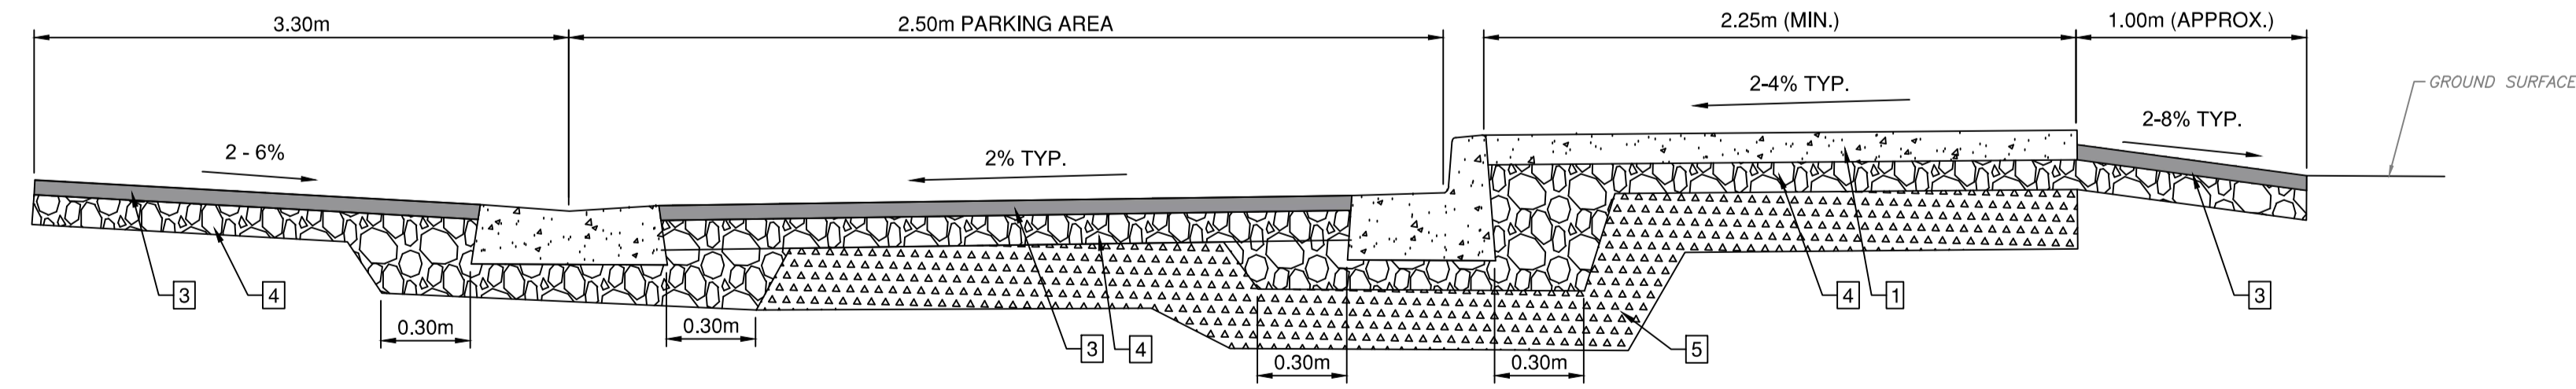 3.30m
2.50m PARKING AREA
2.25m (MIN.)
1.00m (APPROX.)
2-4% TYP.
GROUND SURFACE
2-8% TYP.
2 - 6%
2% TYP.
3
4
4
1
3
0.30m
0.30m
3
4
5
0.30m
0.30m